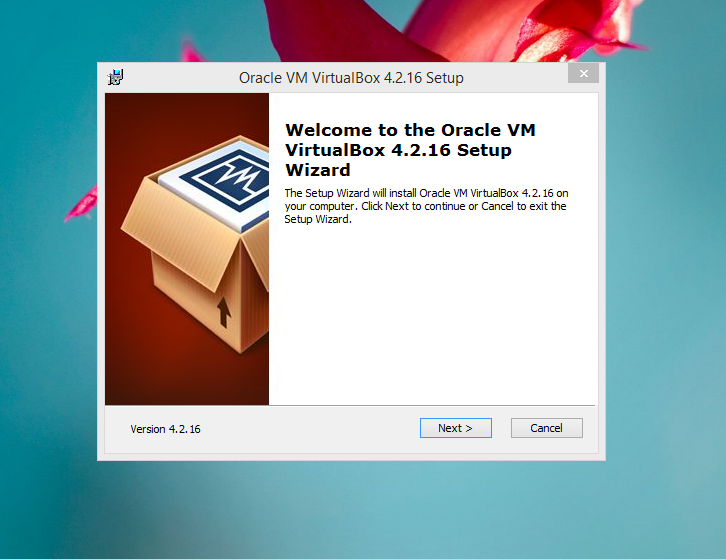 Oracle VM VirtualBox 4.2.16 Setup
Welcome to the Oracle VM
VirtualBox 4.2.16 Setup
Wizard
The Setup Wizard will install Oracle VM VirtualBox 4.2.16 on
your computer. Click Next to continue or Cancel to exit the
Setup Wizard.
Version 4.2.16
Next >
Cancel